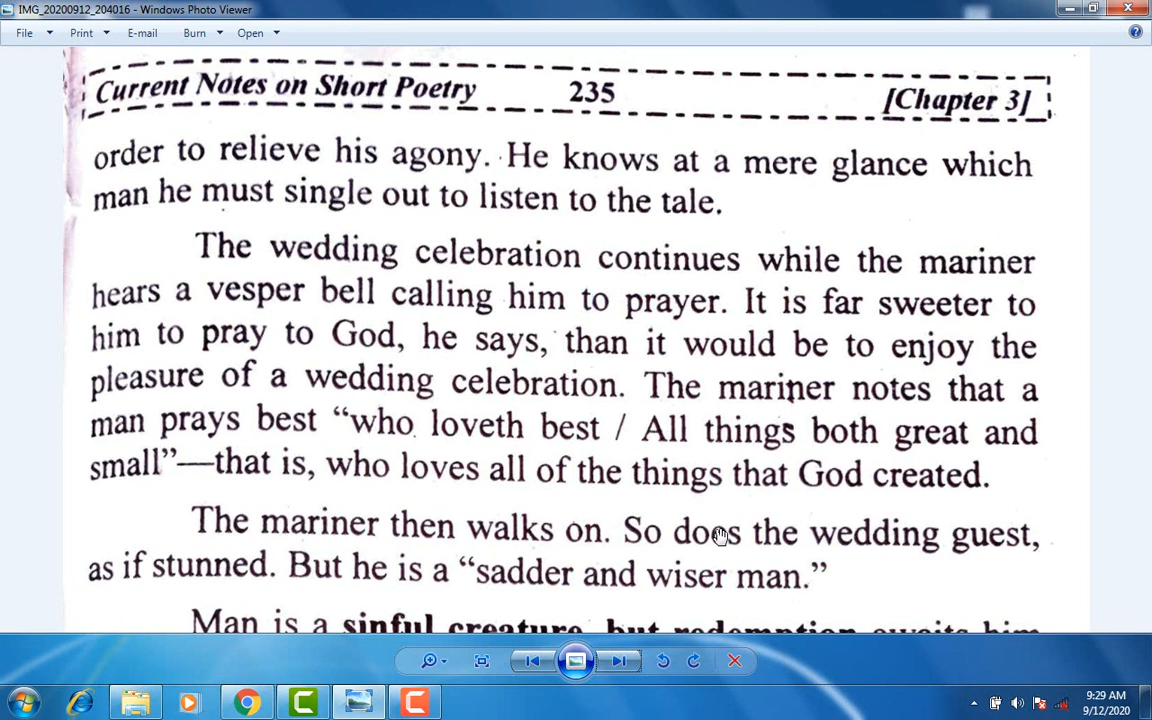 IMG_20200912_204016 - Windows Photo Viewer
File Print E-mail Burn Open
Current Notes on Short Poetry 235 [Chapter 3]
order to relieve his agony. He knows at a mere glance which
man he must single out to listen to the tale.
The wedding celebration continues while the mariner
hears a vesper bell calling him to prayer. It is far sweeter to
him to pray to God, he says, than it would be to enjoy the
pleasure of a wedding celebration. The mariner notes that a
man prays best “who loveth best / All things both great and
small”—that is, who loves all of the things that God created.
The mariner then walks on. So does the wedding guest,
as if stunned. But he is a “sadder and wiser man.”
Man is a sinful creature, but redemption awaits him
9:29 AM
9/12/2020